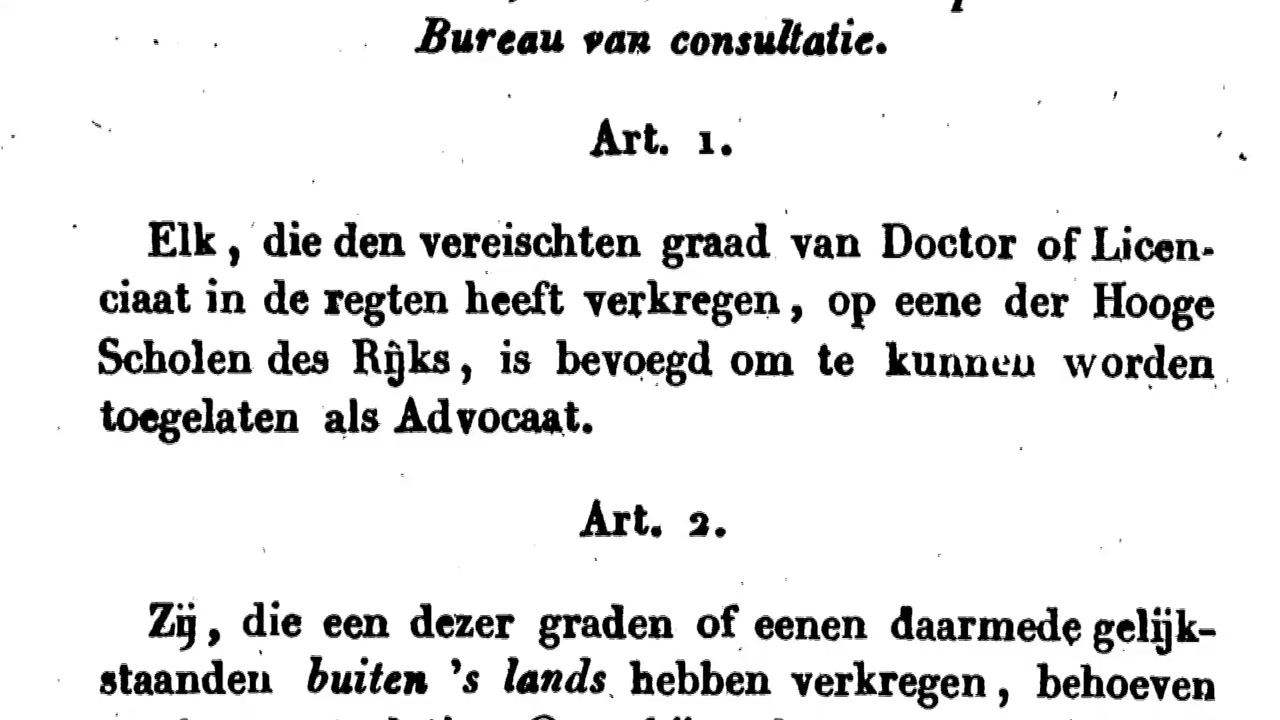 Bureau van consultatie.
Art. 1.
Elk, die den vereischten graad van Doctor of Licen-
ciaat in de regten heeft verkregen, op eene der Hooge
Scholen des Rijks, is bevoegd om te kunnen worden
toegelaten als Advocaat.
Art. 2.
Zij, die een dezer graden of eenen daarmede gelijk-
staanden buiten 's lands hebben verkregen, behoeven